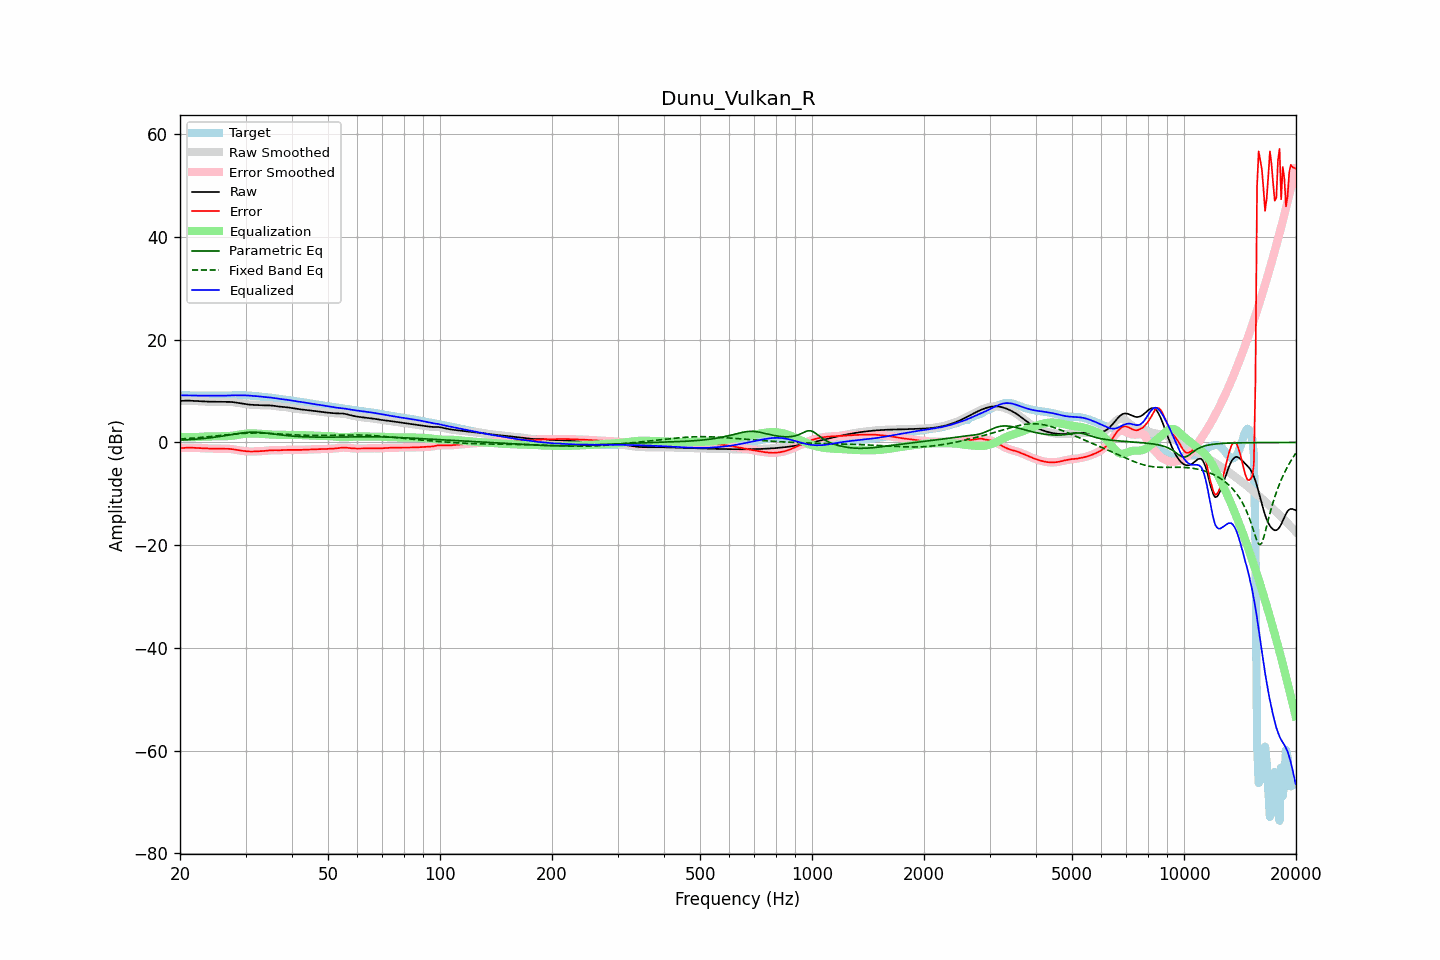 Dunu_Vulkan_R
Target
Raw Smoothed
Error Smoothed
Raw
Error
Equalization
Parametric Eq
Fixed Band Eq
Equalized
60
40
20
0
−20
−40
−60
−80
Amplitude (dBr)
20
50
100
200
500
1000
2000
5000
10000
20000
Frequency (Hz)